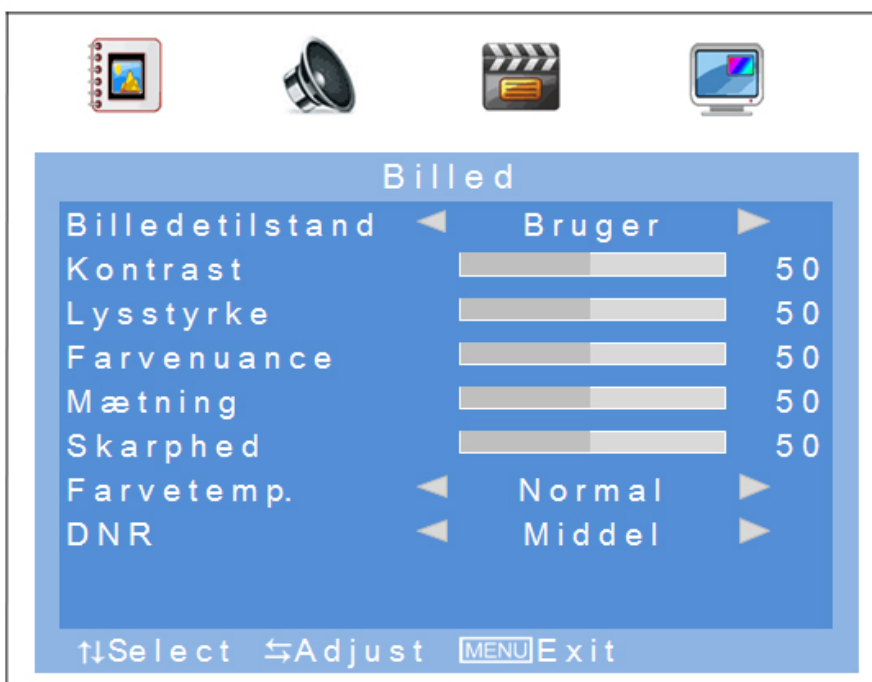 Billed
Billedetilstand ◀ Bruger ▶
Kontrast 50
Lysstyrke 50
Farvenuance 50
Mætning 50
Skarphed 50
Farvetemp. ◀ Normal ▶
DNR ◀ Middel ▶
↑↓Select ⇆Adjust MENU Exit